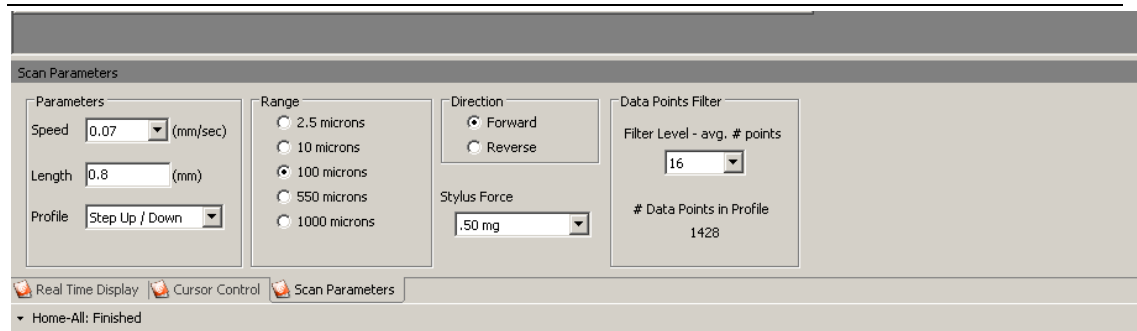 Scan Parameters
Parameters
Speed 0.07 (mm/sec)
Length 0.8 (mm)
Profile Step Up / Down
Range
2.5 microns
10 microns
100 microns
550 microns
1000 microns
Direction
Forward
Reverse
Stylus Force
.50 mg
Data Points Filter
Filter Level - avg. # points
16
# Data Points in Profile
1428
Real Time Display Cursor Control Scan Parameters
Home-All: Finished